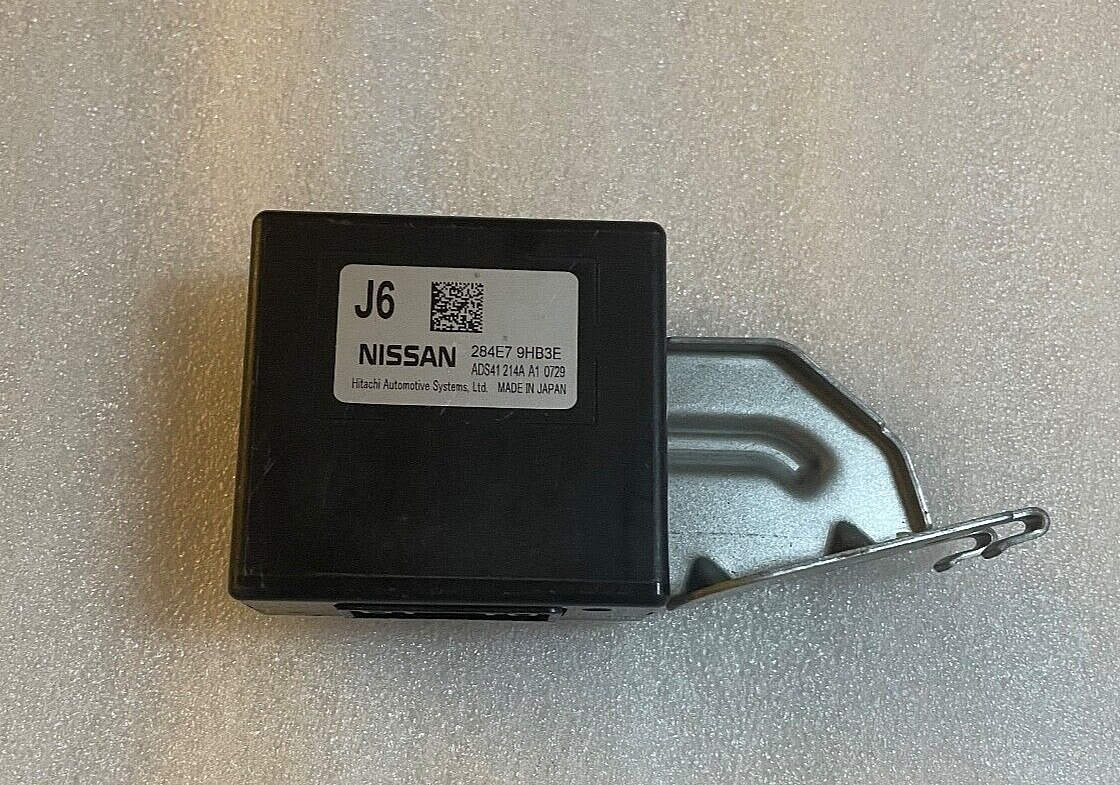 J6
NISSAN 284E7 9HB3E
ADS41 214A A1 0729
Hitachi Automotive Systems, Ltd. MADE IN JAPAN